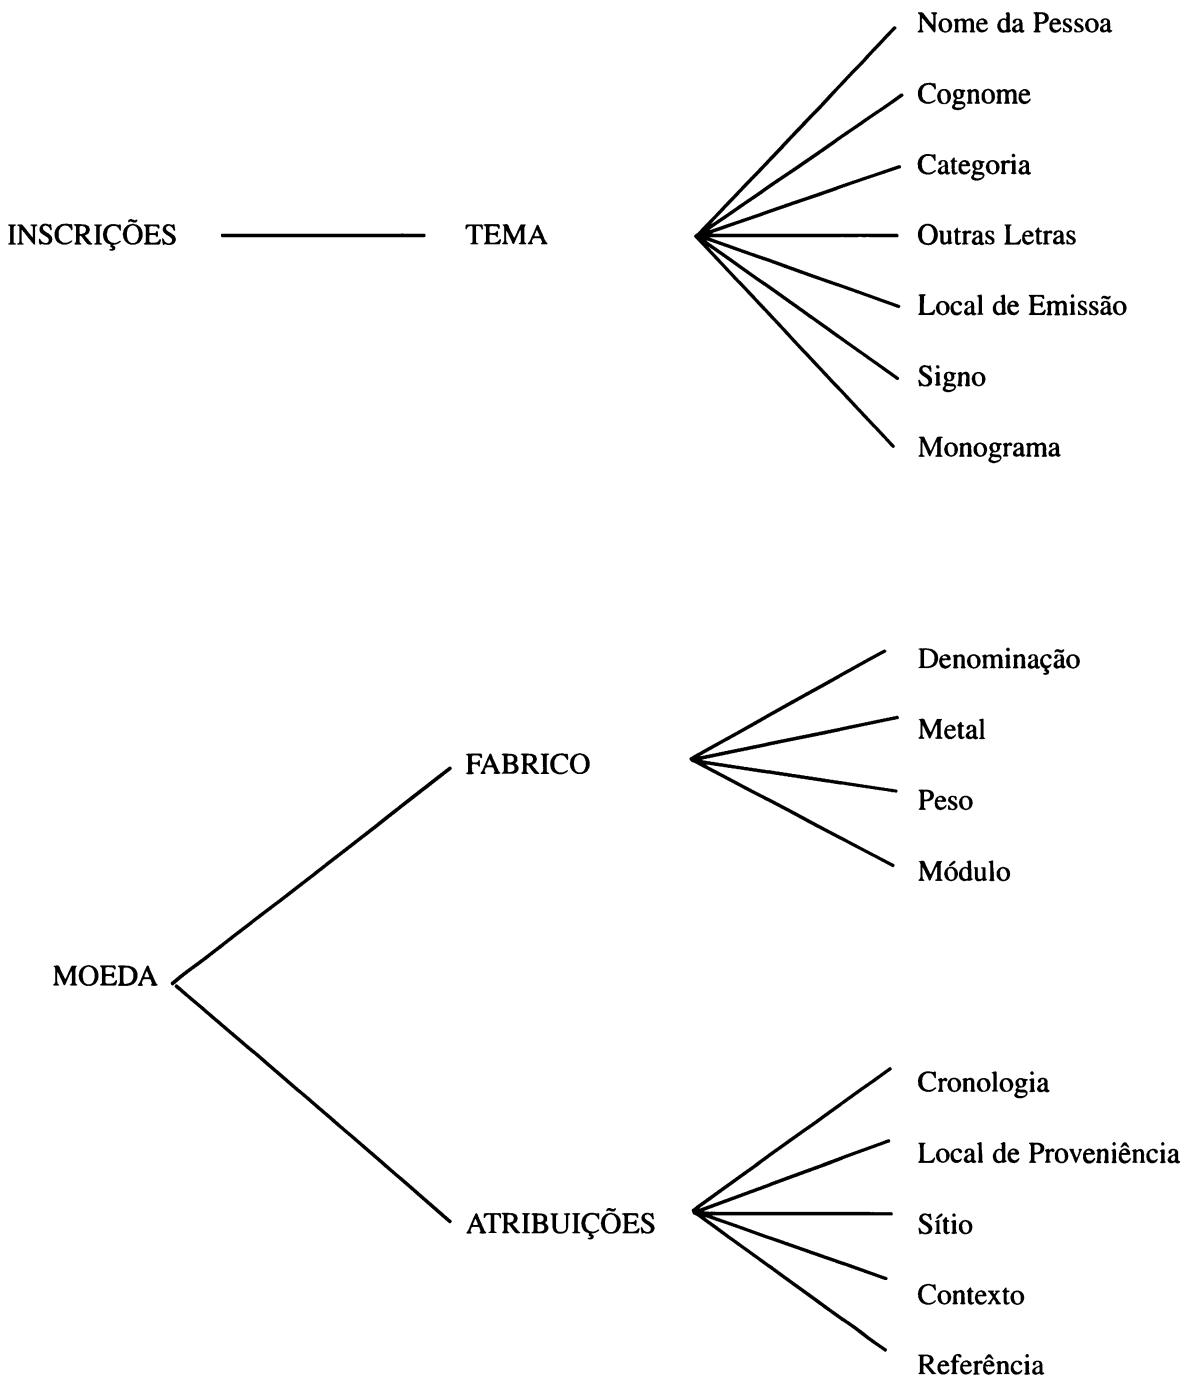 Nome da Pessoa
Cognome
Categoria
INSCRIÇÕES TEMA Outras Letras
Local de Emissão
Signo
Monograma
Denominação
FABRICO
Metal
Peso
Módulo
MOEDA
Cronologia
Local de Proveniência
ATRIBUIÇÕES Sítio
Contexto
Referência